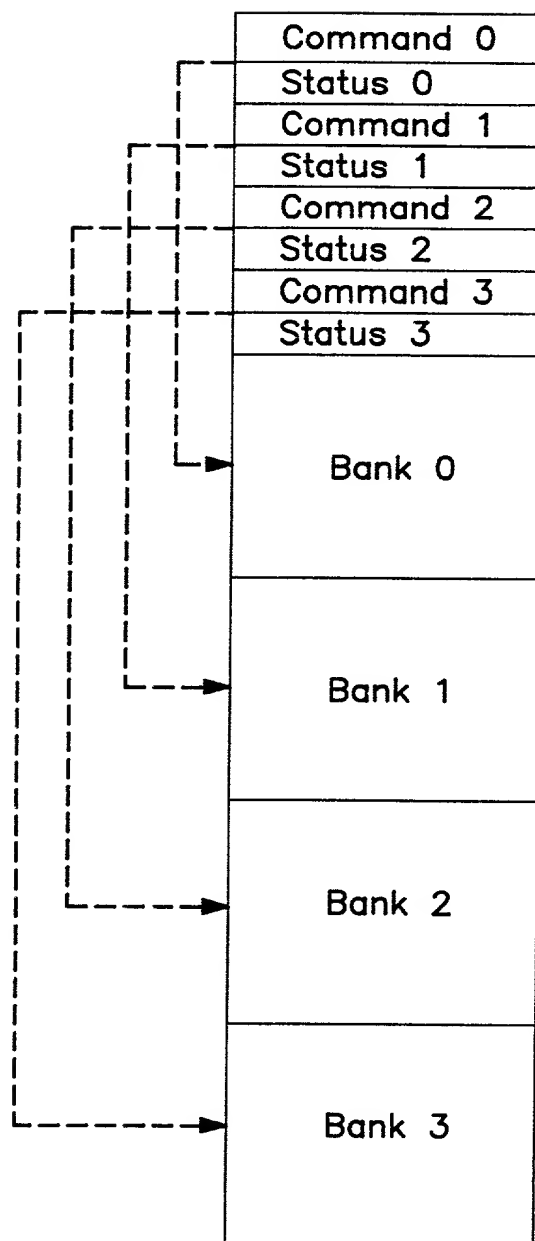 Command 0
Status 0
Command 1
Status 1
Command 2
Status 2
Command 3
Status 3
Bank 0
Bank 1
Bank 2
Bank 3